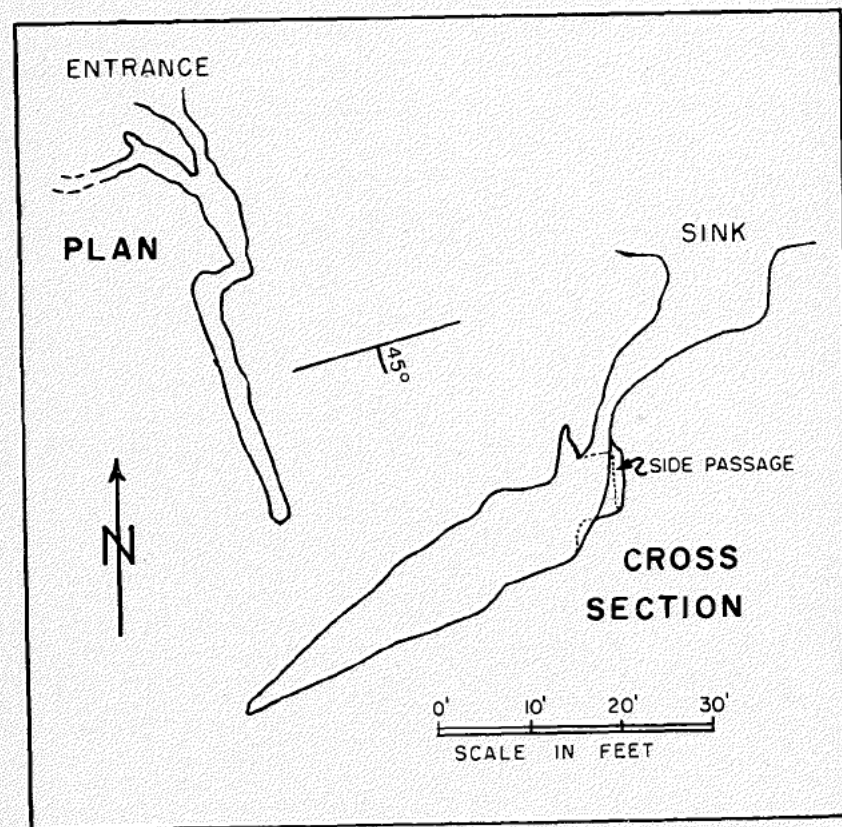 ENTRANCE
PLAN
SINK
45°
SIDE PASSAGE
N
CROSS
SECTION
0' 10' 20' 30'
SCALE IN FEET